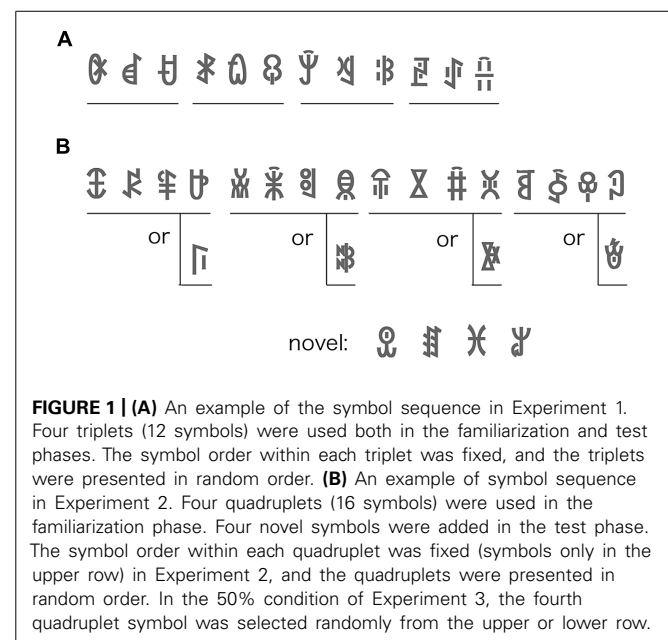 A
B
or or or or
novel:
FIGURE 1 | (A) An example of the symbol sequence in Experiment 1.
Four triplets (12 symbols) were used both in the familiarization and test
phases. The symbol order within each triplet was fixed, and the triplets
were presented in random order. (B) An example of symbol sequence
in Experiment 2. Four quadruplets (16 symbols) were used in the
familiarization phase. Four novel symbols were added in the test phase.
The symbol order within each quadruplet was fixed (symbols only in the
upper row) in Experiment 2, and the quadruplets were presented in
random order. In the 50% condition of Experiment 3, the fourth
quadruplet symbol was selected randomly from the upper or lower row.